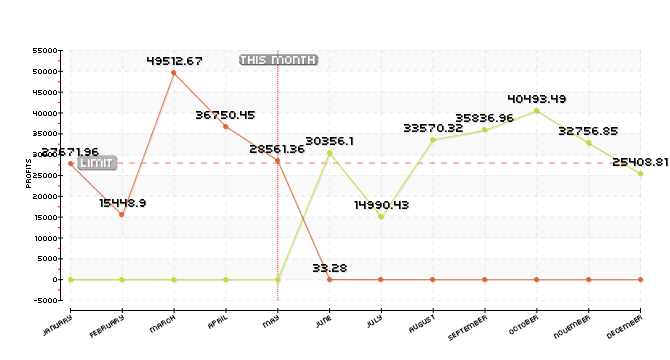 THIS MONTH
LIMIT
PROFITS
55000
50000
45000
40000
35000
30000
25000
20000
15000
10000
5000
0
-5000
27671.96
15448.9
49512.67
36750.45
28561.36
33.28
30356.1
14990.43
33570.32
35836.96
40493.49
32756.85
25408.81
JANUARY
FEBRUARY
MARCH
APRIL
MAY
JUNE
JULY
AUGUST
SEPTEMBER
OCTOBER
NOVEMBER
DECEMBER